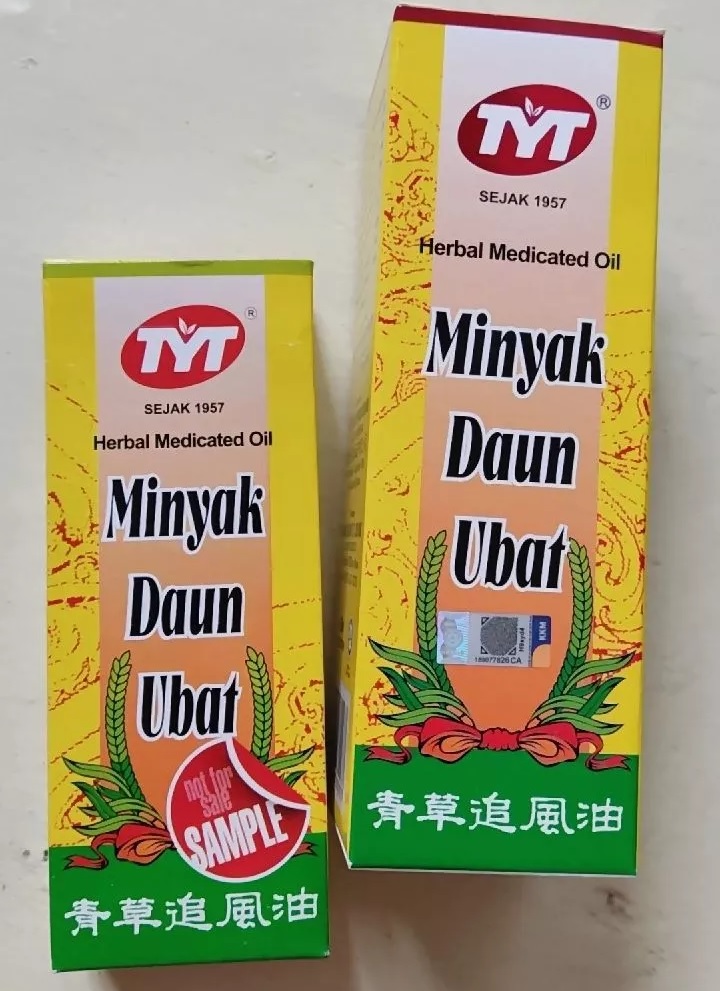 TYT
®
SEJAK 1957
Herbal Medicated Oil
Minyak
Daun
Ubat
not for
sale
SAMPLE
青草追風油
TYT
®
SEJAK 1957
Herbal Medicated Oil
Minyak
Daun
Ubat
KKM
青草追風油